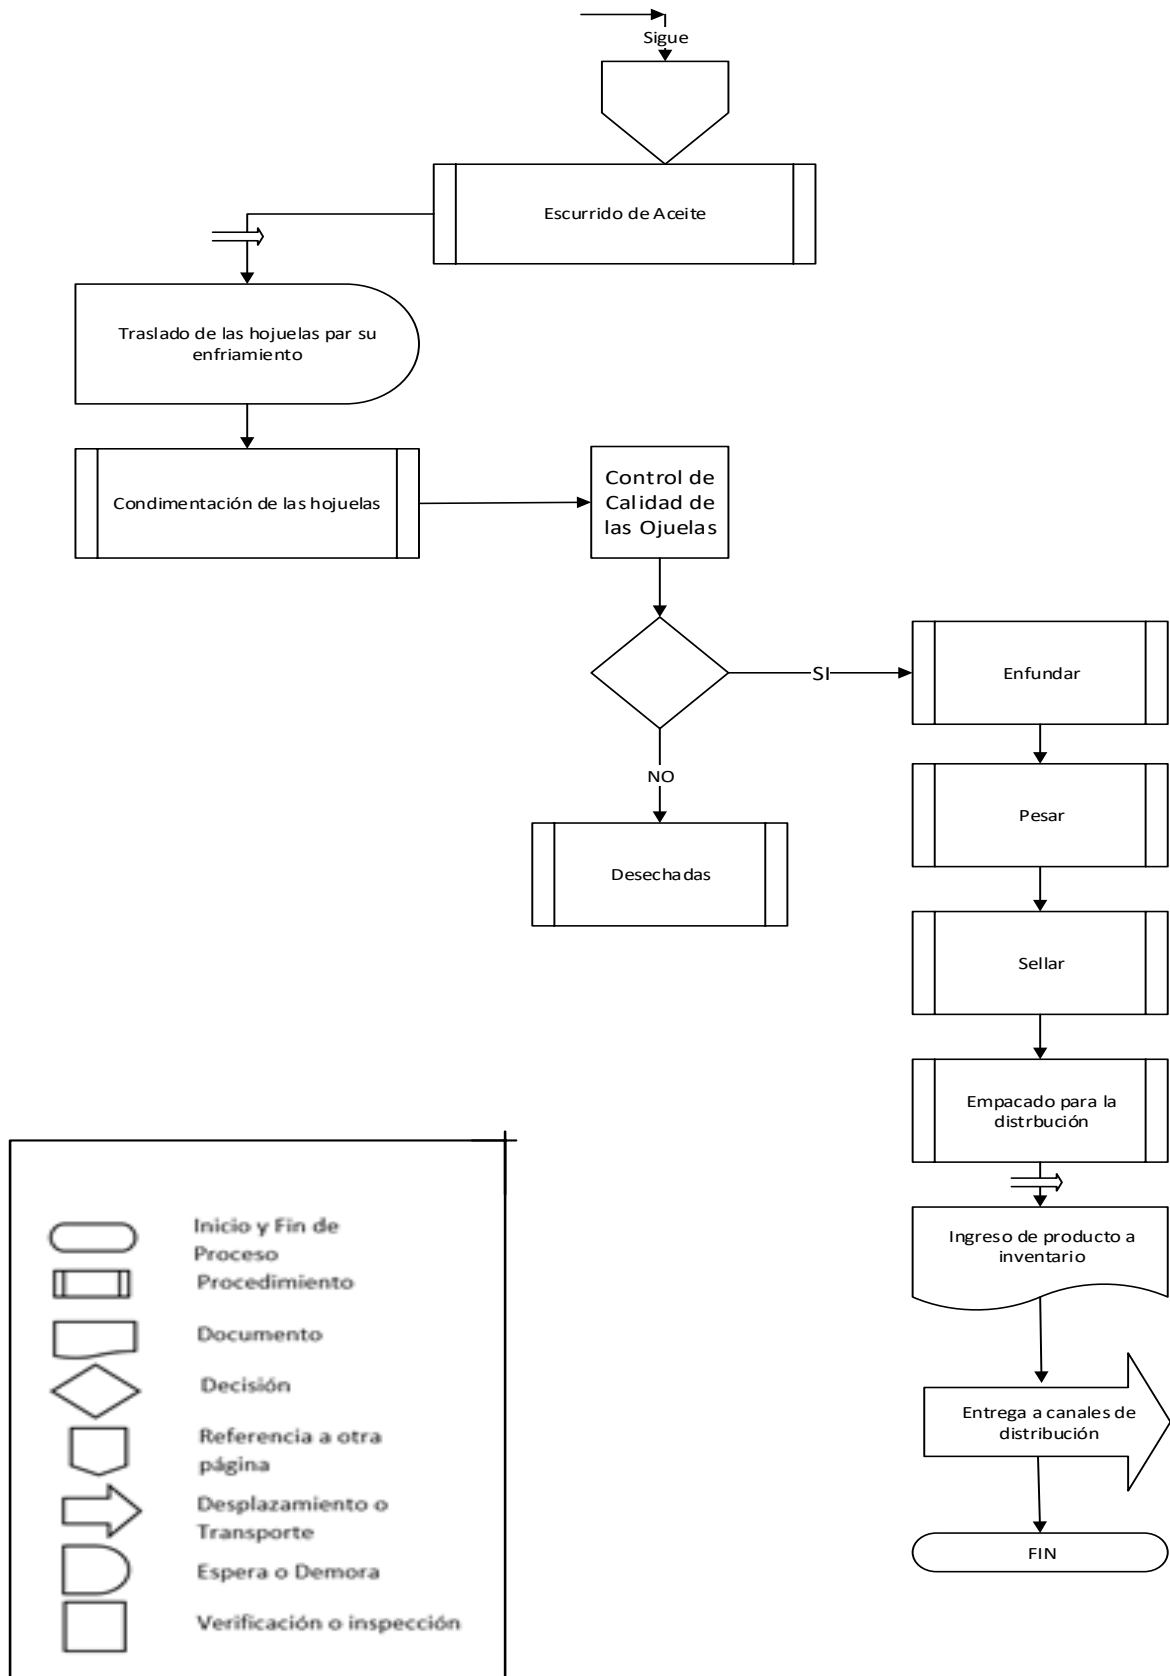 Sigue
Escurrido de Aceite
Traslado de las hojuelas par su
enfriamiento
Condimentación de las hojuelas
Control de
Calidad de
las Ojuelas
SI
NO
Enfundar
Pesar
Desechadas
Sellar
Empacado para la
distrbución
Ingreso de producto a
inventario
Entrega a canales de
distribución
FIN
Inicio y Fin de
Proceso
Procedimiento
Documento
Decisión
Referencia a otra
página
Desplazamiento o
Transporte
Espera o Demora
Verificación o inspección